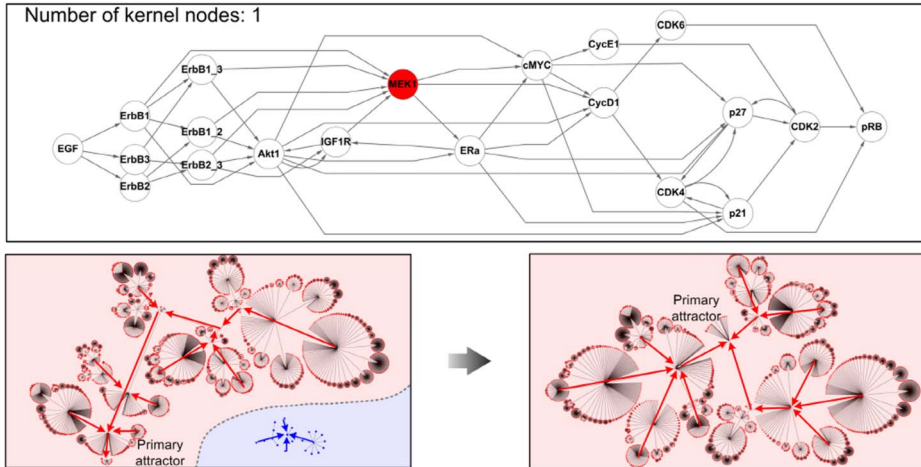 Number of kernel nodes: 1
CDK6
CycE1
cMYC
ErbB1_3
MEK1
CycD1
ErbB1
p27
ErbB1_2
CDK2
pRB
EGF
IGF1R
ErbB3
Akt1
ERa
ErbB2_3
ErbB2
CDK4
p21
Primary
attractor
Primary
attractor